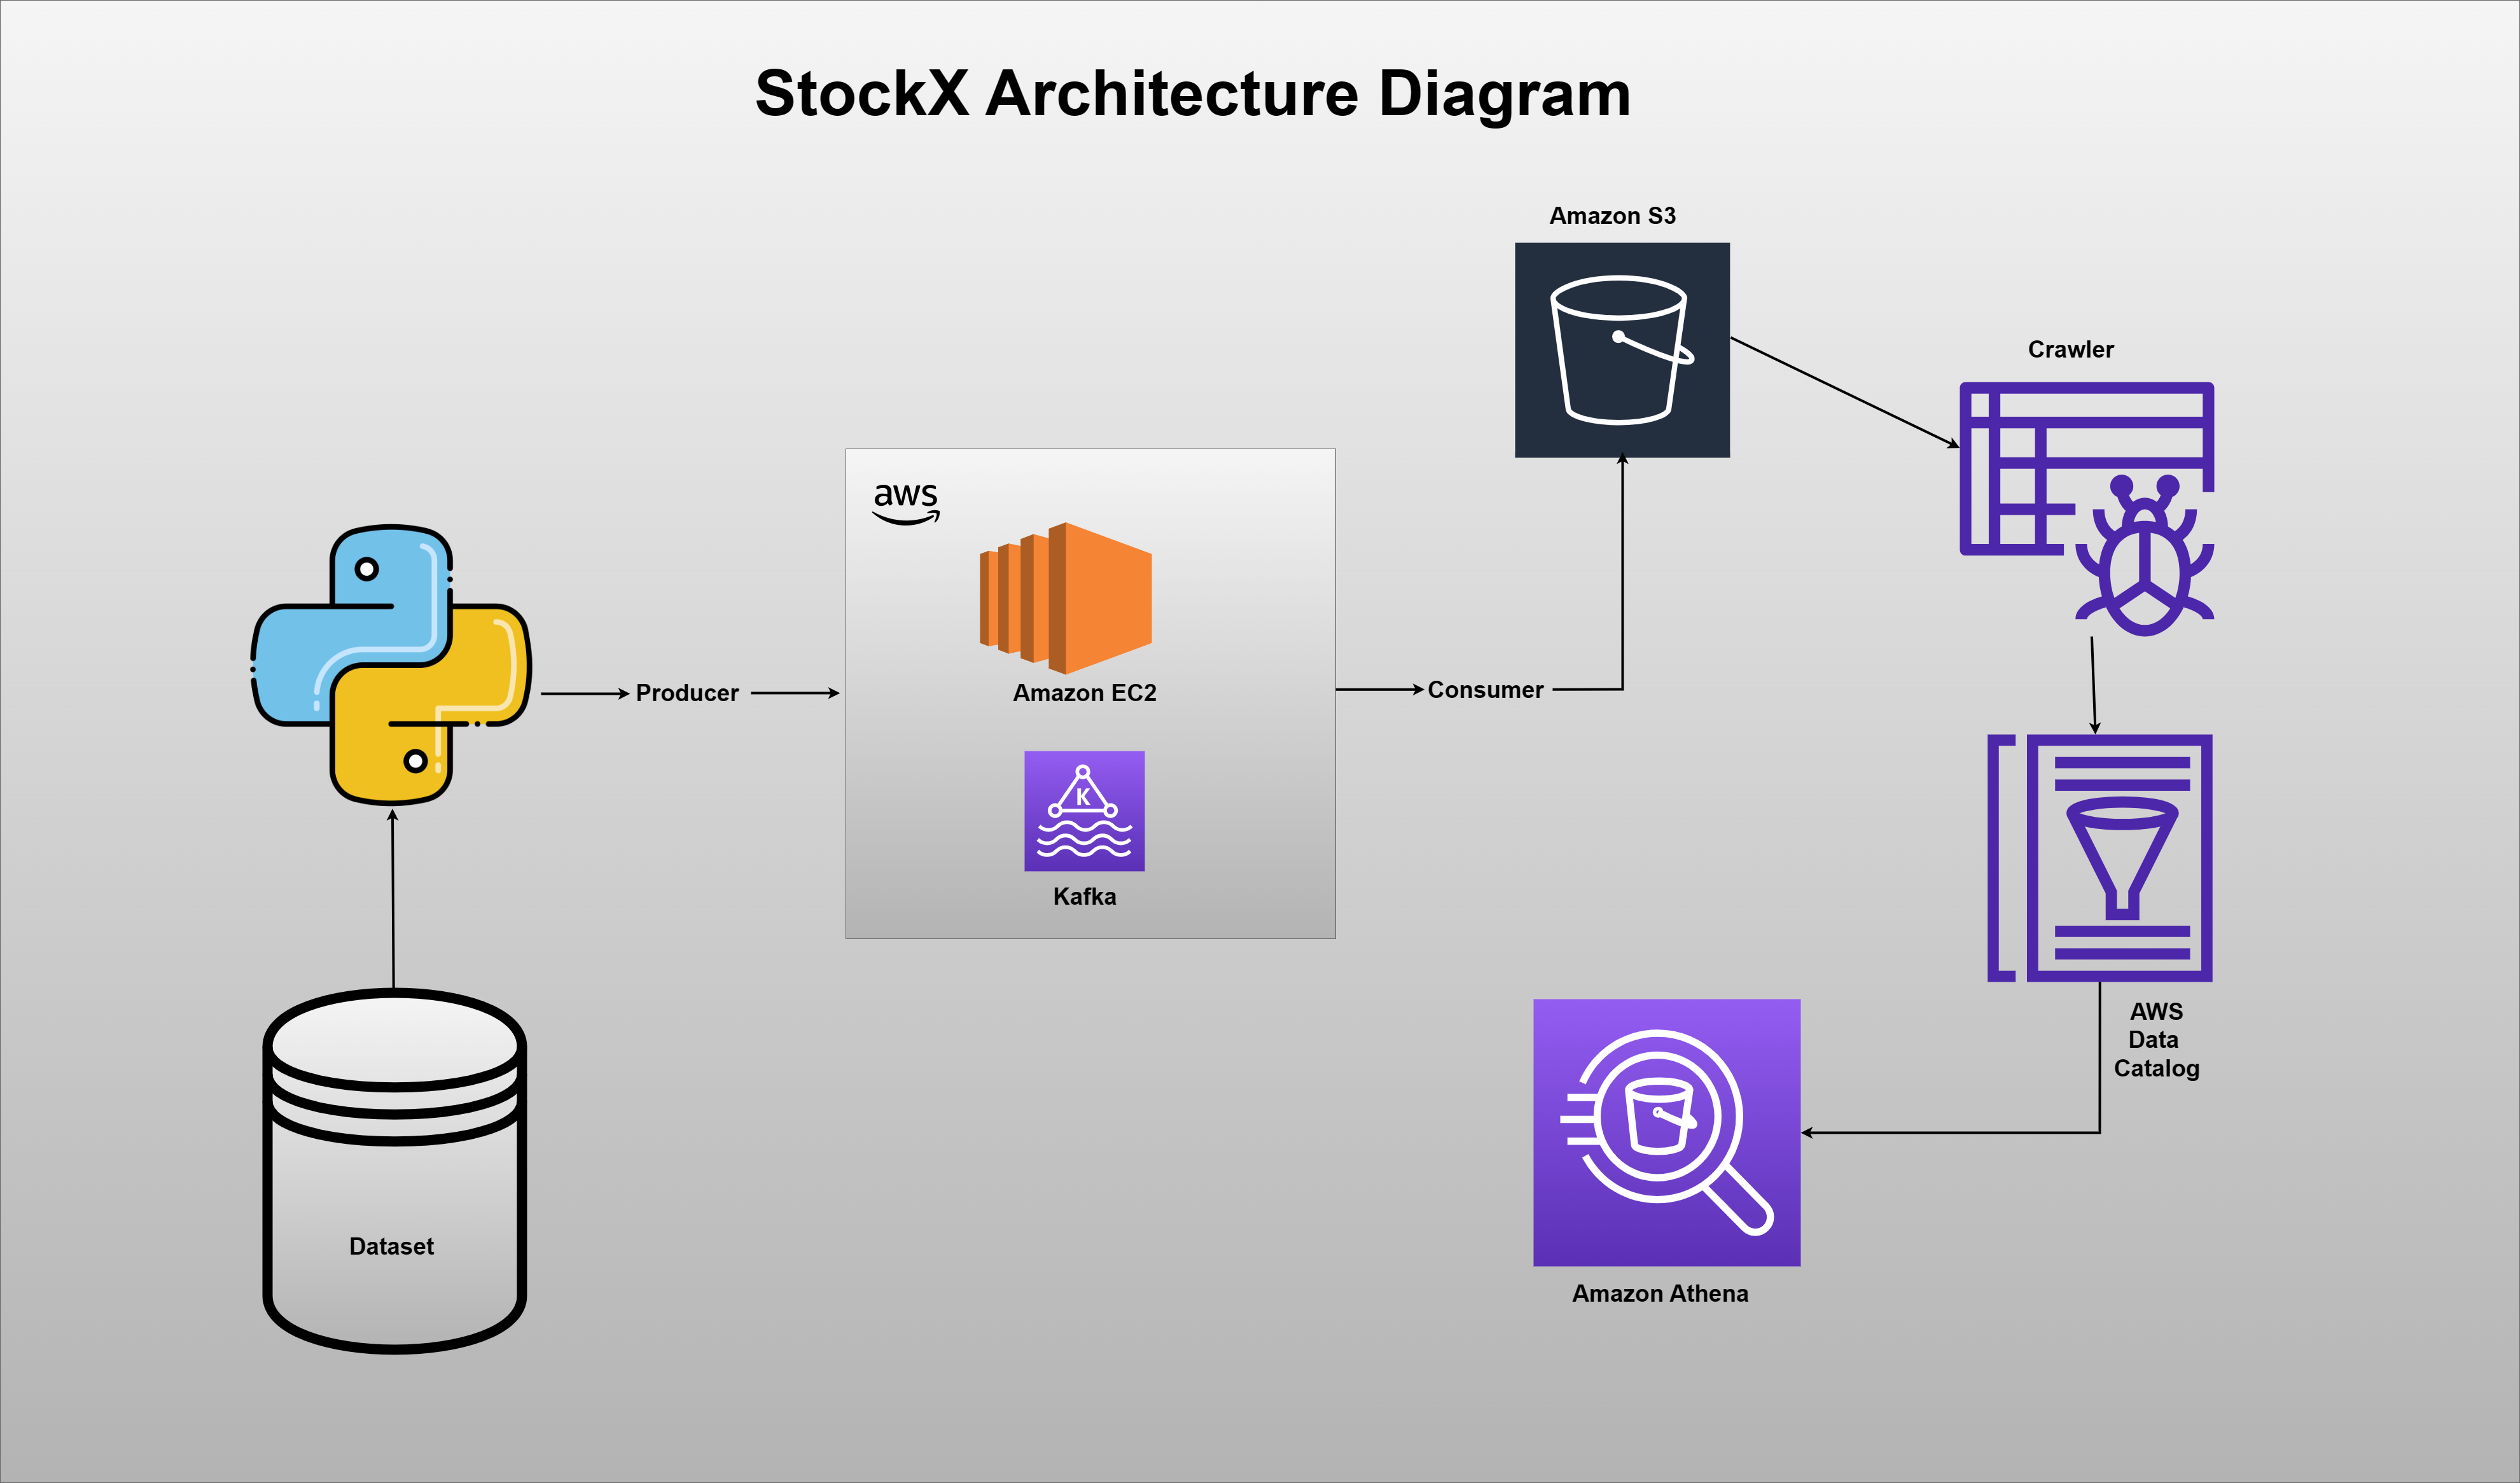 StockX Architecture Diagram
Amazon S3
Crawler
aws
Amazon EC2
Producer
Consumer
K
Kafka
AWS
Data
Catalog
Dataset
Amazon Athena